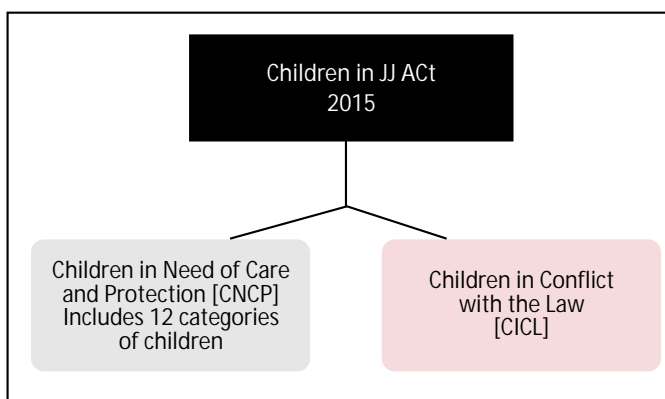 Children in JJ ACt
2015
Children in Need of Care
and Protection [CNCP]
Includes 12 categories
of children
Children in Conflict
with the Law
[CICL]